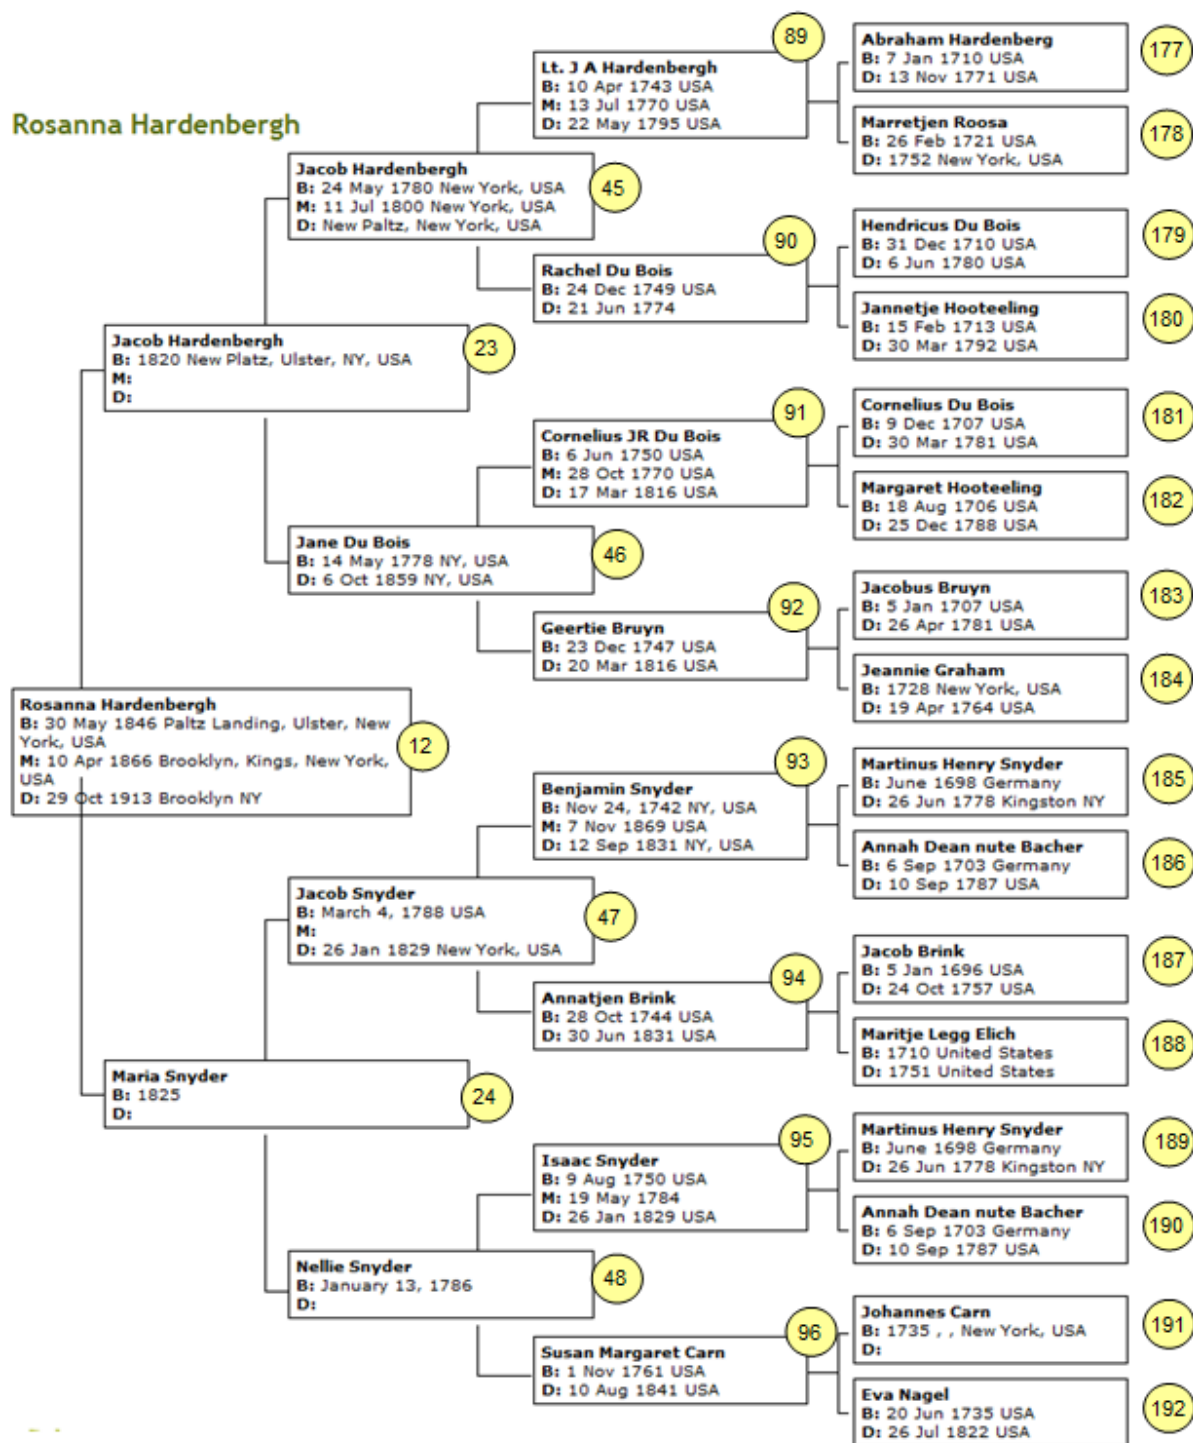 Rosanna Hardenbergh
Rosanna Hardenbergh
B: 30 May 1846 Paltz Landing, Ulster, New
York, USA
M: 10 Apr 1866 Brooklyn, Kings, New York,
USA
D: 29 Oct 1913 Brooklyn NY
12
Jacob Hardenbergh
B: 1820 New Platz, Ulster, NY, USA
M:
D:
23
Maria Snyder
B: 1825
D:
24
Jacob Hardenbergh
B: 24 May 1780 New York, USA
M: 11 Jul 1800 New York, USA
D: New Paltz, New York, USA
45
Jane Du Bois
B: 14 May 1778 NY, USA
D: 6 Oct 1859 NY, USA
46
Jacob Snyder
B: March 4, 1788 USA
M:
D: 26 Jan 1829 New York, USA
47
Nellie Snyder
B: January 13, 1786
D:
48
Lt. J A Hardenbergh
B: 10 Apr 1743 USA
M: 13 Jul 1770 USA
D: 22 May 1795 USA
89
Rachel Du Bois
B: 24 Dec 1749 USA
D: 21 Jun 1774
90
Cornelius JR Du Bois
B: 6 Jun 1750 USA
M: 28 Oct 1770 USA
D: 17 Mar 1816 USA
91
Geertie Bruyn
B: 23 Dec 1747 USA
D: 20 Mar 1816 USA
92
Benjamin Snyder
B: Nov 24, 1742 NY, USA
M: 7 Nov 1869 USA
D: 12 Sep 1831 NY, USA
93
Annatjen Brink
B: 28 Oct 1744 USA
D: 30 Jun 1831 USA
94
Isaac Snyder
B: 9 Aug 1750 USA
M: 19 May 1784
D: 26 Jan 1829 USA
95
Susan Margaret Carn
B: 1 Nov 1761 USA
D: 10 Aug 1841 USA
96
Abraham Hardenberg
B: 7 Jan 1710 USA
D: 13 Nov 1771 USA
177
Marretjen Roosa
B: 26 Feb 1721 USA
D: 1752 New York, USA
178
Hendricus Du Bois
B: 31 Dec 1710 USA
D: 6 Jun 1780 USA
179
Jannetje Hooteeling
B: 15 Feb 1713 USA
D: 30 Mar 1792 USA
180
Cornelius Du Bois
B: 9 Dec 1707 USA
D: 30 Mar 1781 USA
181
Margaret Hooteeling
B: 18 Aug 1706 USA
D: 25 Dec 1788 USA
182
Jacobus Bruyn
B: 5 Jan 1707 USA
D: 26 Apr 1781 USA
183
Jeannie Graham
B: 1728 New York, USA
D: 19 Apr 1764 USA
184
Martinus Henry Snyder
B: June 1698 Germany
D: 26 Jun 1778 Kingston NY
185
Annah Dean nute Bacher
B: 6 Sep 1703 Germany
D: 10 Sep 1787 USA
186
Jacob Brink
B: 5 Jan 1696 USA
D: 24 Oct 1757 USA
187
Maritje Legg Elich
B: 1710 United States
D: 1751 United States
188
Martinus Henry Snyder
B: June 1698 Germany
D: 26 Jun 1778 Kingston NY
189
Annah Dean nute Bacher
B: 6 Sep 1703 Germany
D: 10 Sep 1787 USA
190
Johannes Carn
B: 1735 , , New York, USA
D:
191
Eva Nagel
B: 20 Jun 1735 USA
D: 26 Jul 1822 USA
192